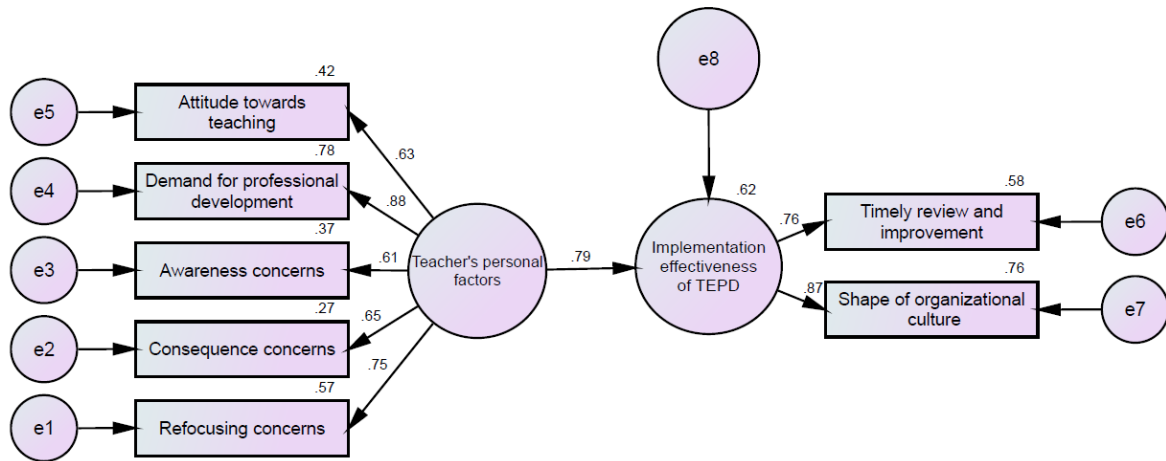 .42
e5
Attitude towards
teaching
.63
.78
e4
Demand for professional
development
.88
.37
e3
Awareness concerns
.61
.27
e2
Consequence concerns
.65
.57
e1
Refocusing concerns
.75
Teacher's personal
factors
.79
e8
.62
Implementation
effectiveness
of TEPD
.76
.58
Timely review and
improvement
e6
.87
.76
Shape of organizational
culture
e7